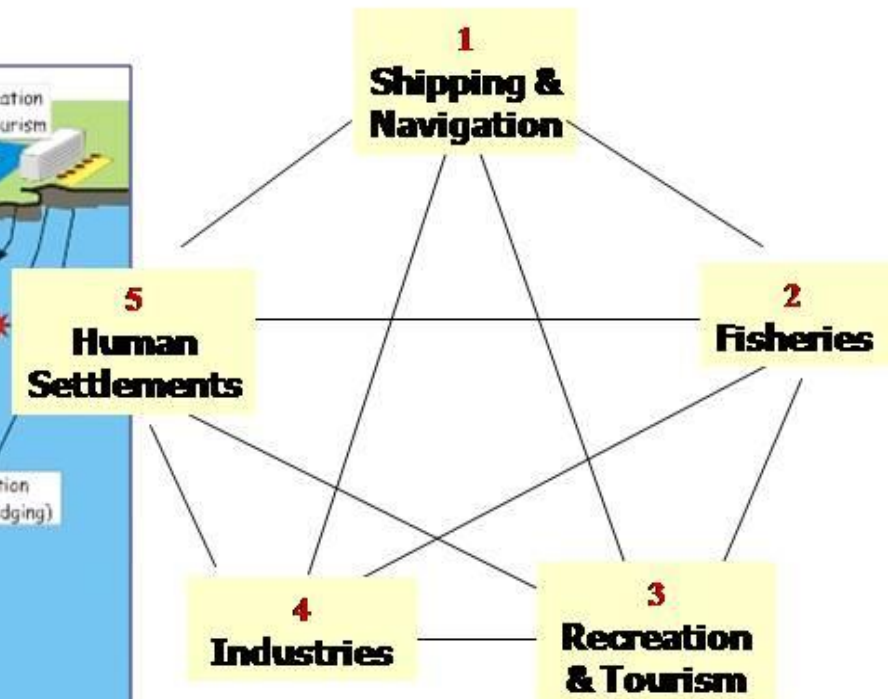 1
Shipping &
Navigation
2
Fisheries
3
Recreation
& Tourism
4
Industries
5
Human
Settlements